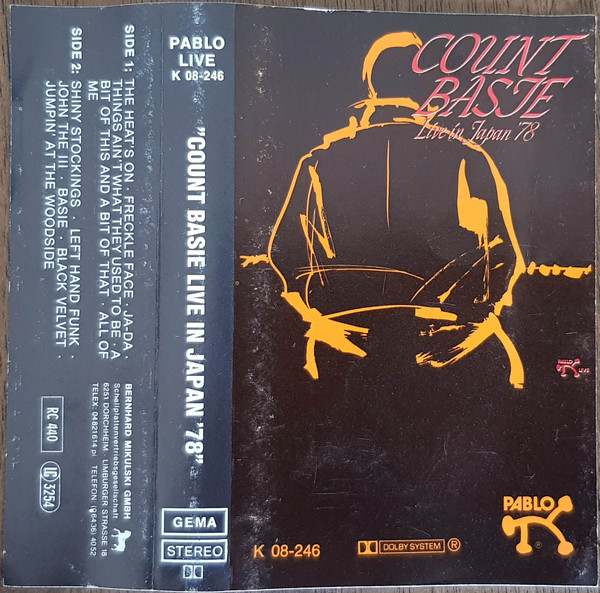 SIDE 1: THE HEAT'S ON · FRECKLE FACE · JA-DA ·
THINGS AIN'T WHAT THEY USED TO BE · A
BIT OF THIS AND A BIT OF THAT · ALL OF
ME
SIDE 2: SHINY STOCKINGS · LEFT HAND FUNK ·
JOHN THE III · BASIE · BLACK VELVET ·
JUMPIN' AT THE WOODSIDE
BERNHARD MIKULSKI GMBH
Schallplattenvertriebsgesellschaft
6251 DORCHHEIM LIMBURGER STRASSE 18
TELEX: 04821614 pl TELEFON (06436) 4052
RC 440
LC 3254
PABLO
LIVE
K 08-246
"COUNT BASIE LIVE IN JAPAN '78"
GEMA
STEREO
COUNT
BASIE
Live in Japan '78
PABLO LIVE
PABLO
®
K 08-246
DOLBY SYSTEM ®